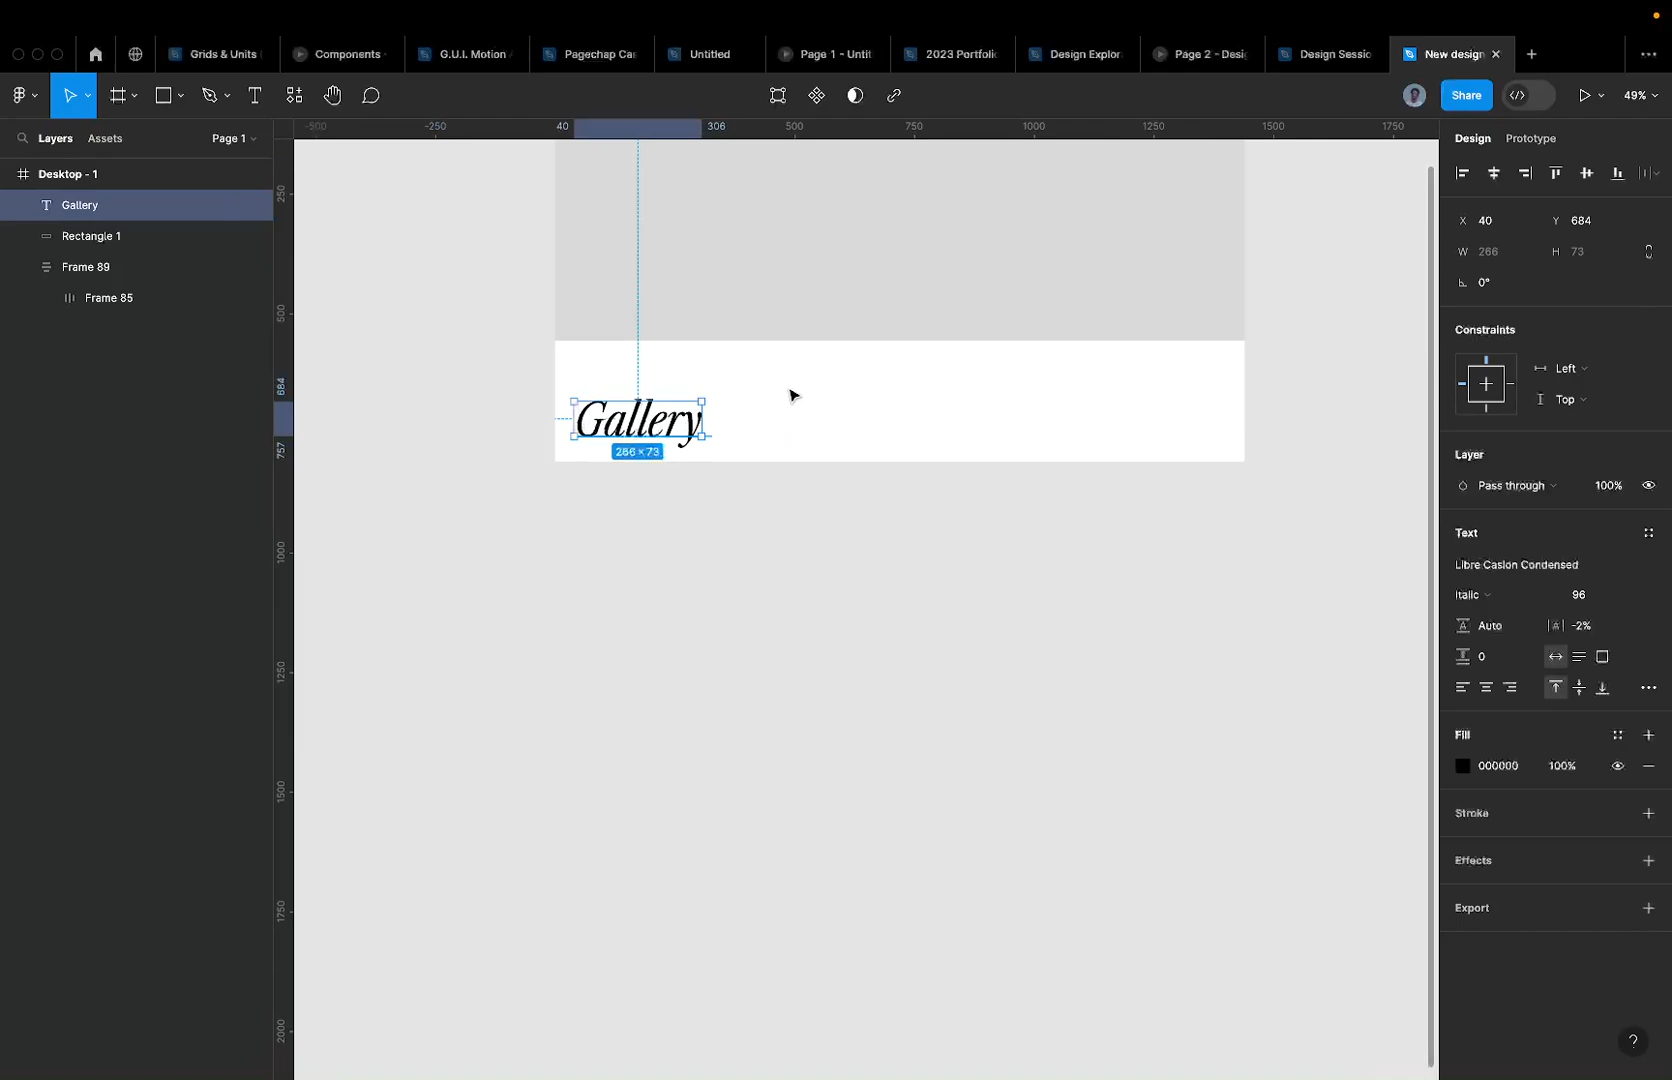 Grids & Units
Components
G.U.I. Motion
Pagechap Ca
Untitled
Page 1 - Untit
2023 Portfolio
Design Explor
Page 2 - Desi
Design Sessio
New design
Share
49%
Layers
Assets
Page 1
Desktop - 1
Gallery
Rectangle 1
Frame 89
Frame 85
-500
-250
40
306
500
750
1000
1250
1500
1750
250
500
684
757
1000
1250
1500
1750
2000
Gallery
266 × 73
Design
Prototype
X 40
Y 684
W 266
H 73
0°
Constraints
Left
Top
Layer
Pass through
100%
Text
Libre Caslon Condensed
Italic
96
Auto
-2%
0
Fill
000000
100%
Stroke
Effects
Export
?